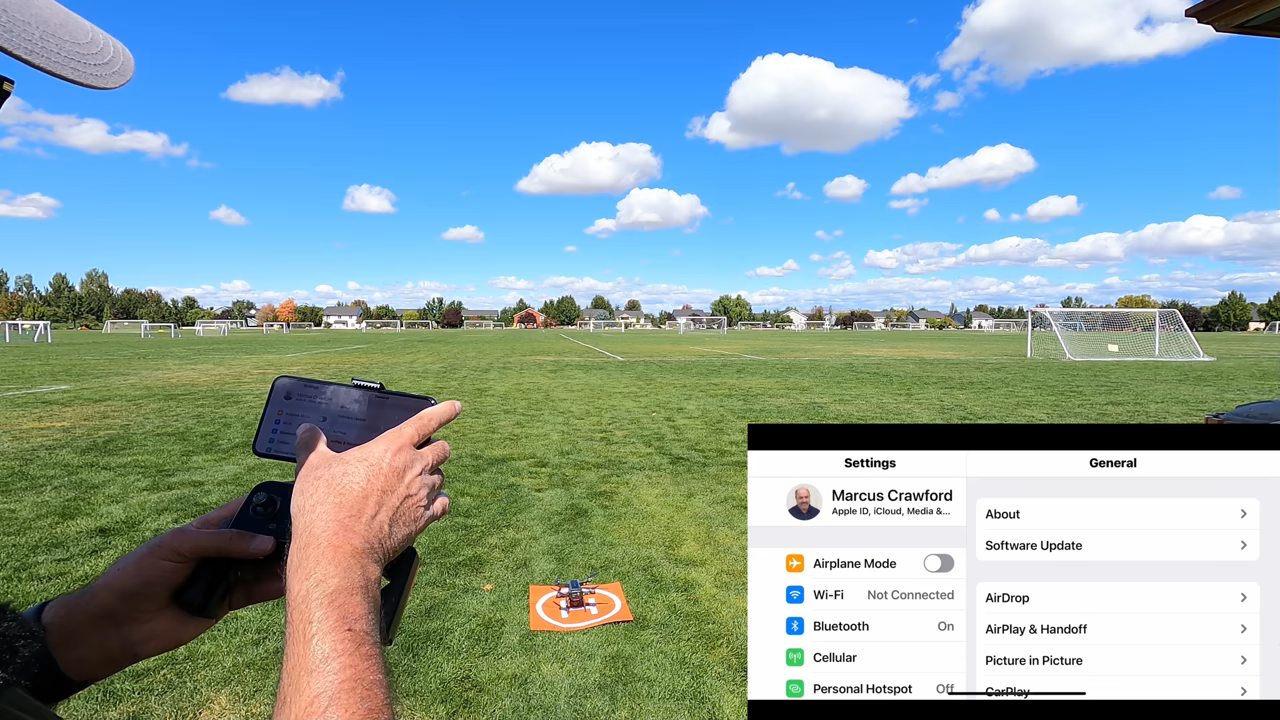 Settings
General
Marcus Crawford
Apple ID, iCloud, Media &...
Airplane Mode
Wi-Fi Not Connected
Bluetooth On
Cellular
Personal Hotspot Off
About
Software Update
AirDrop
AirPlay & Handoff
Picture in Picture
CarPlay
H